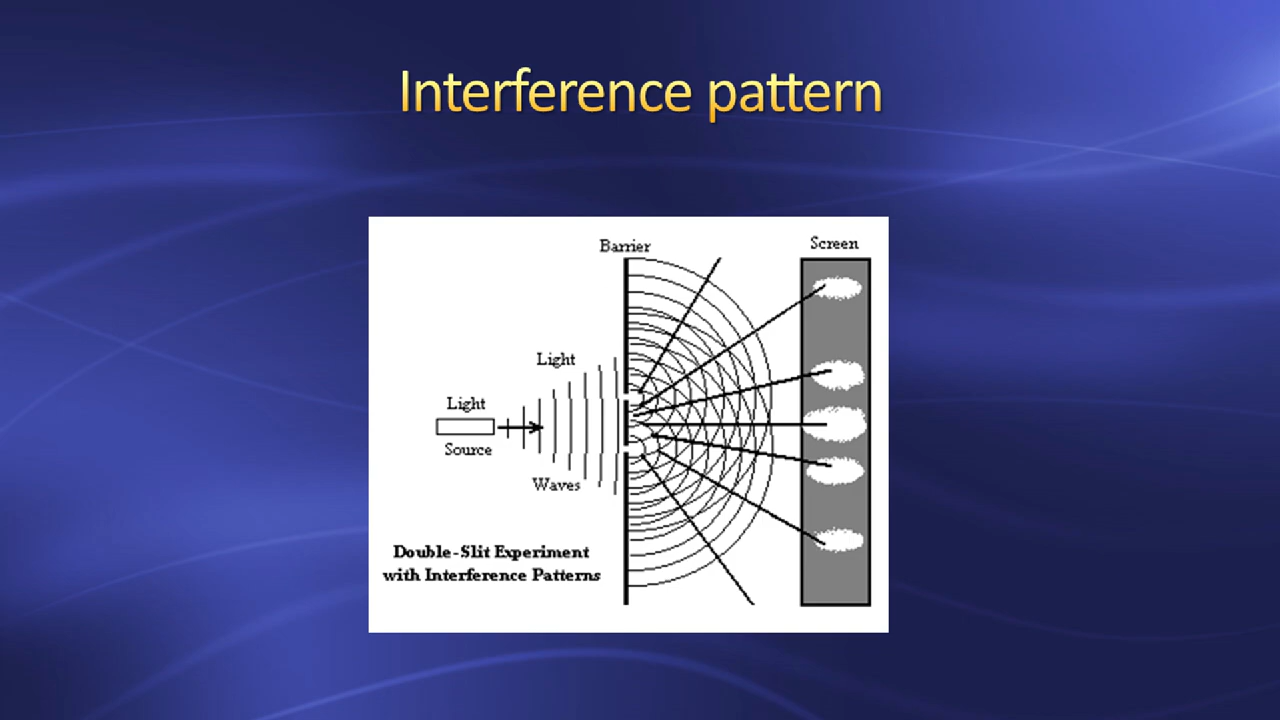 Interference pattern
Barrier
Screen
Light
Light
Source
Waves
Double-Slit Experiment
with Interference Patterns